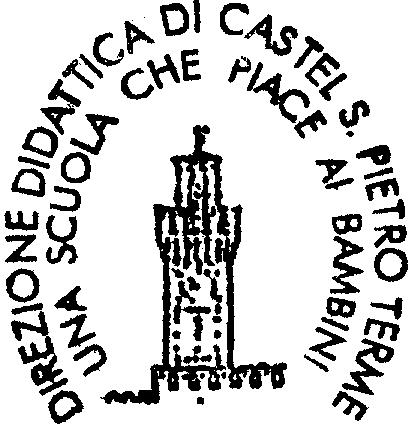 DIREZIONE DIDATTICA DI CASTEL S. PIETRO TERME
UNA SCUOLA CHE PIACE AI BAMBINI